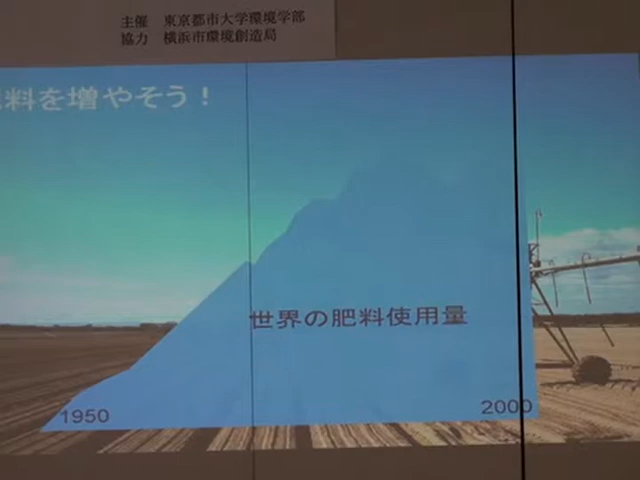 主催 東京都市大学環境学部
協力 横浜市環境創造局
料を増やそう！
世界の肥料使用量
1950
2000